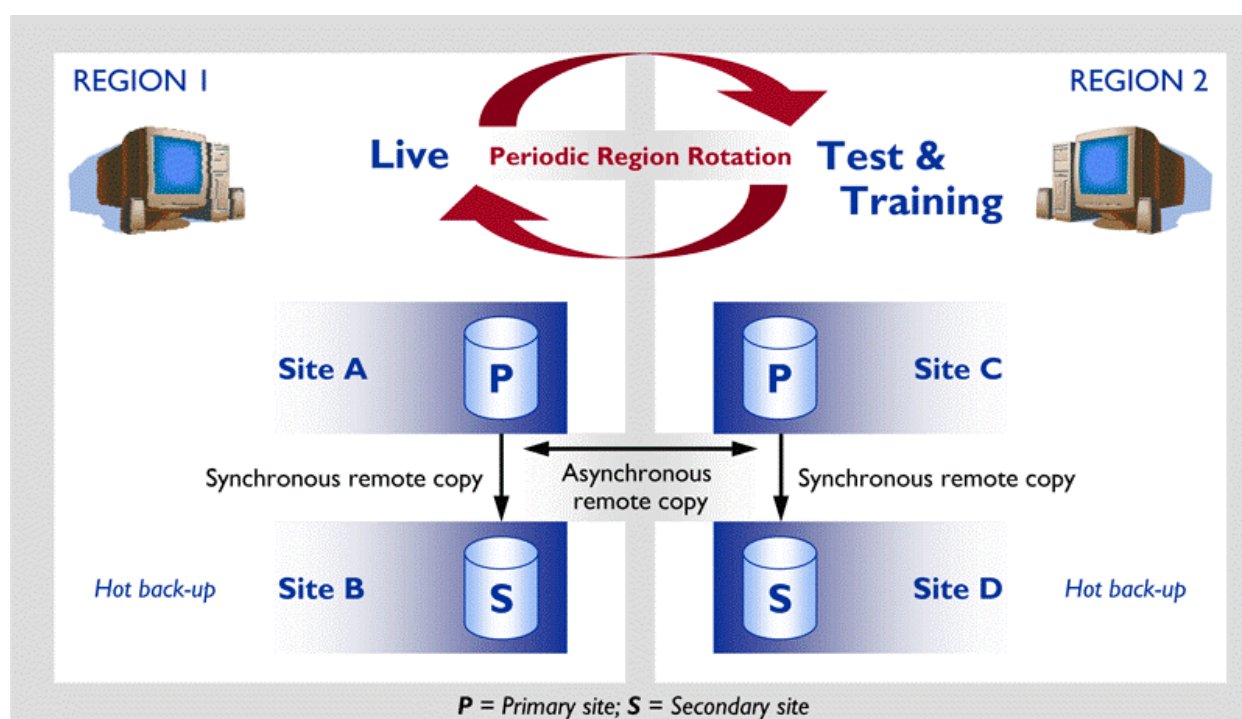 REGION 1
REGION 2
Live
Periodic Region Rotation
Test &
Training
Site A
P
P
Site C
Synchronous remote copy
Asynchronous
remote copy
Synchronous remote copy
Hot back-up
Site B
S
S
Site D
Hot back-up
P = Primary site; S = Secondary site